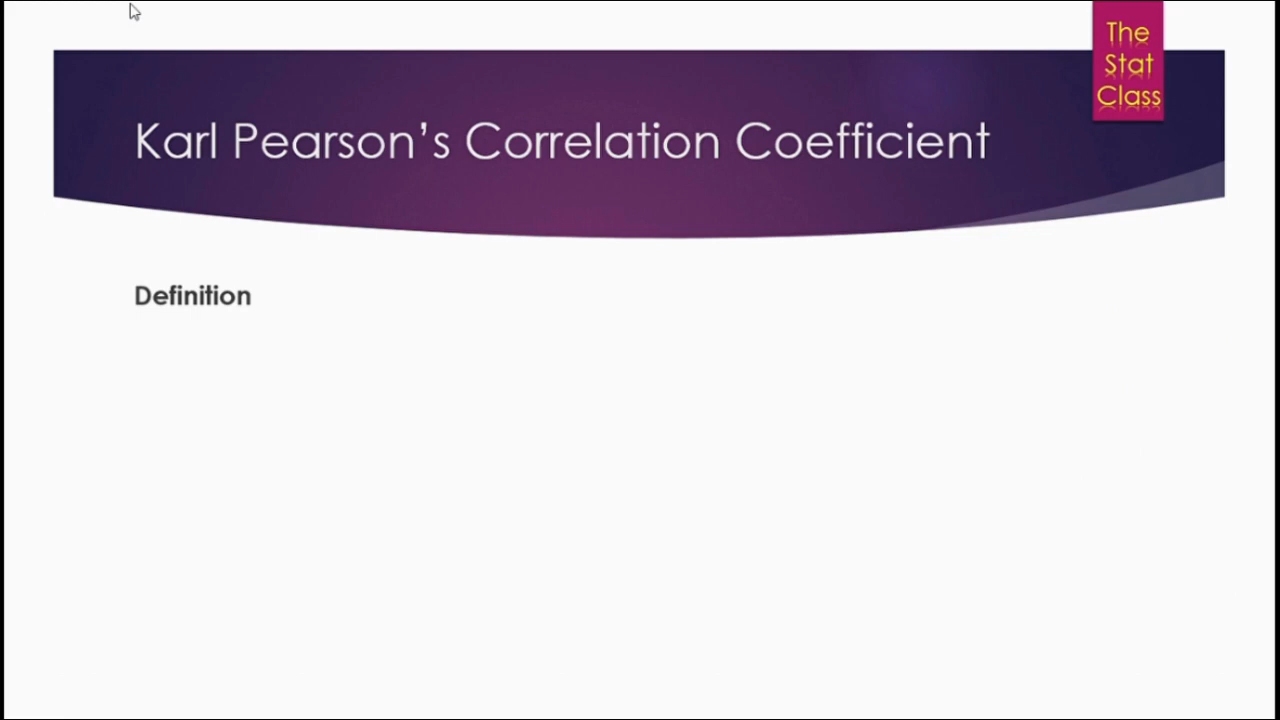 The
Stat
Class
Karl Pearson’s Correlation Coefficient
Definition